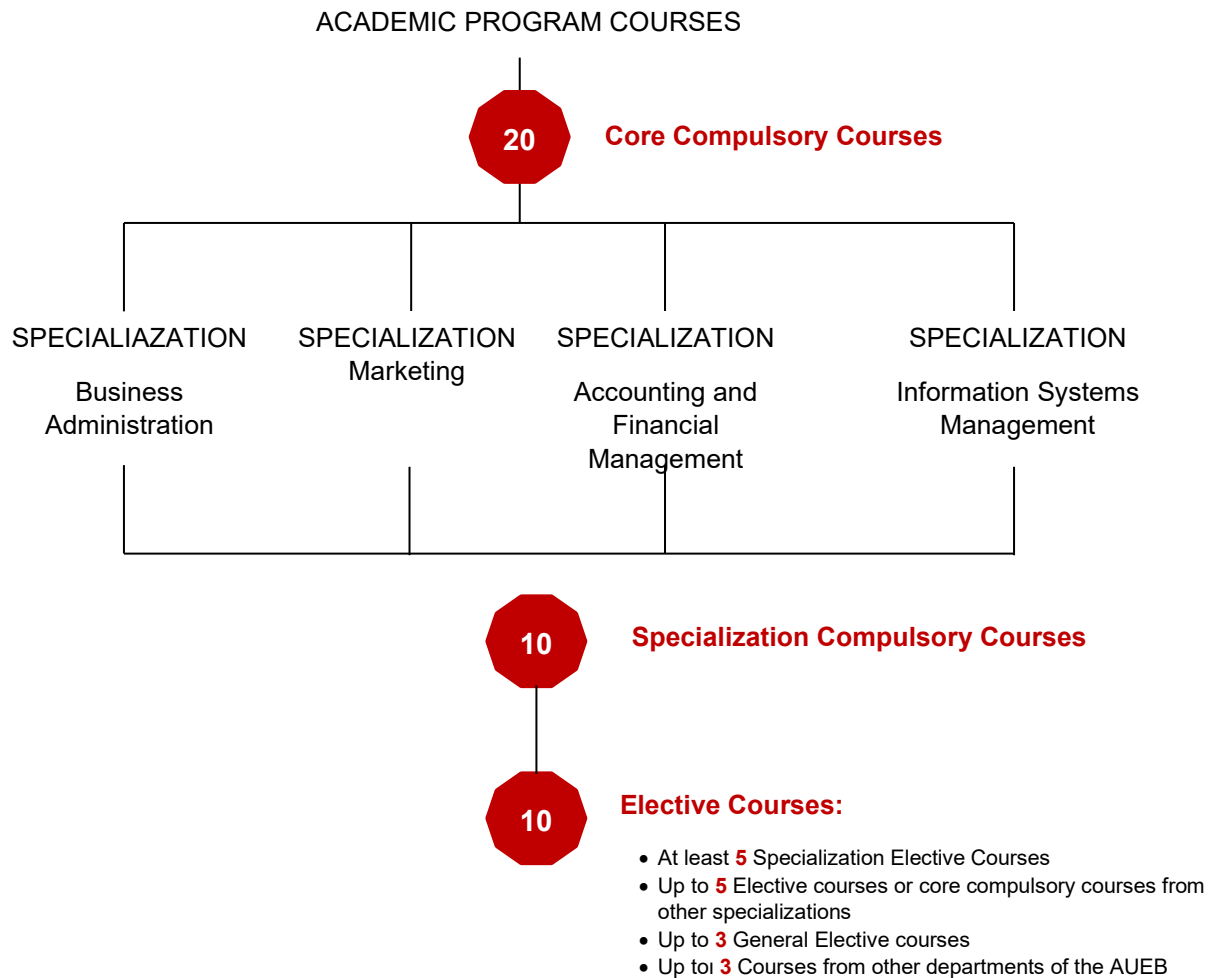 ACADEMIC PROGRAM COURSES
20
Core Compulsory Courses
SPECIALIAZATION
Business
Administration
SPECIALIZATION
Marketing
SPECIALIZATION
Accounting and
Financial
Management
SPECIALIZATION
Information Systems
Management
10
Specialization Compulsory Courses
10
Elective Courses:
• At least 5 Specialization Elective Courses
• Up to 5 Elective courses or core compulsory courses from
other specializations
• Up to 3 General Elective courses
• Up toı 3 Courses from other departments of the AUEB